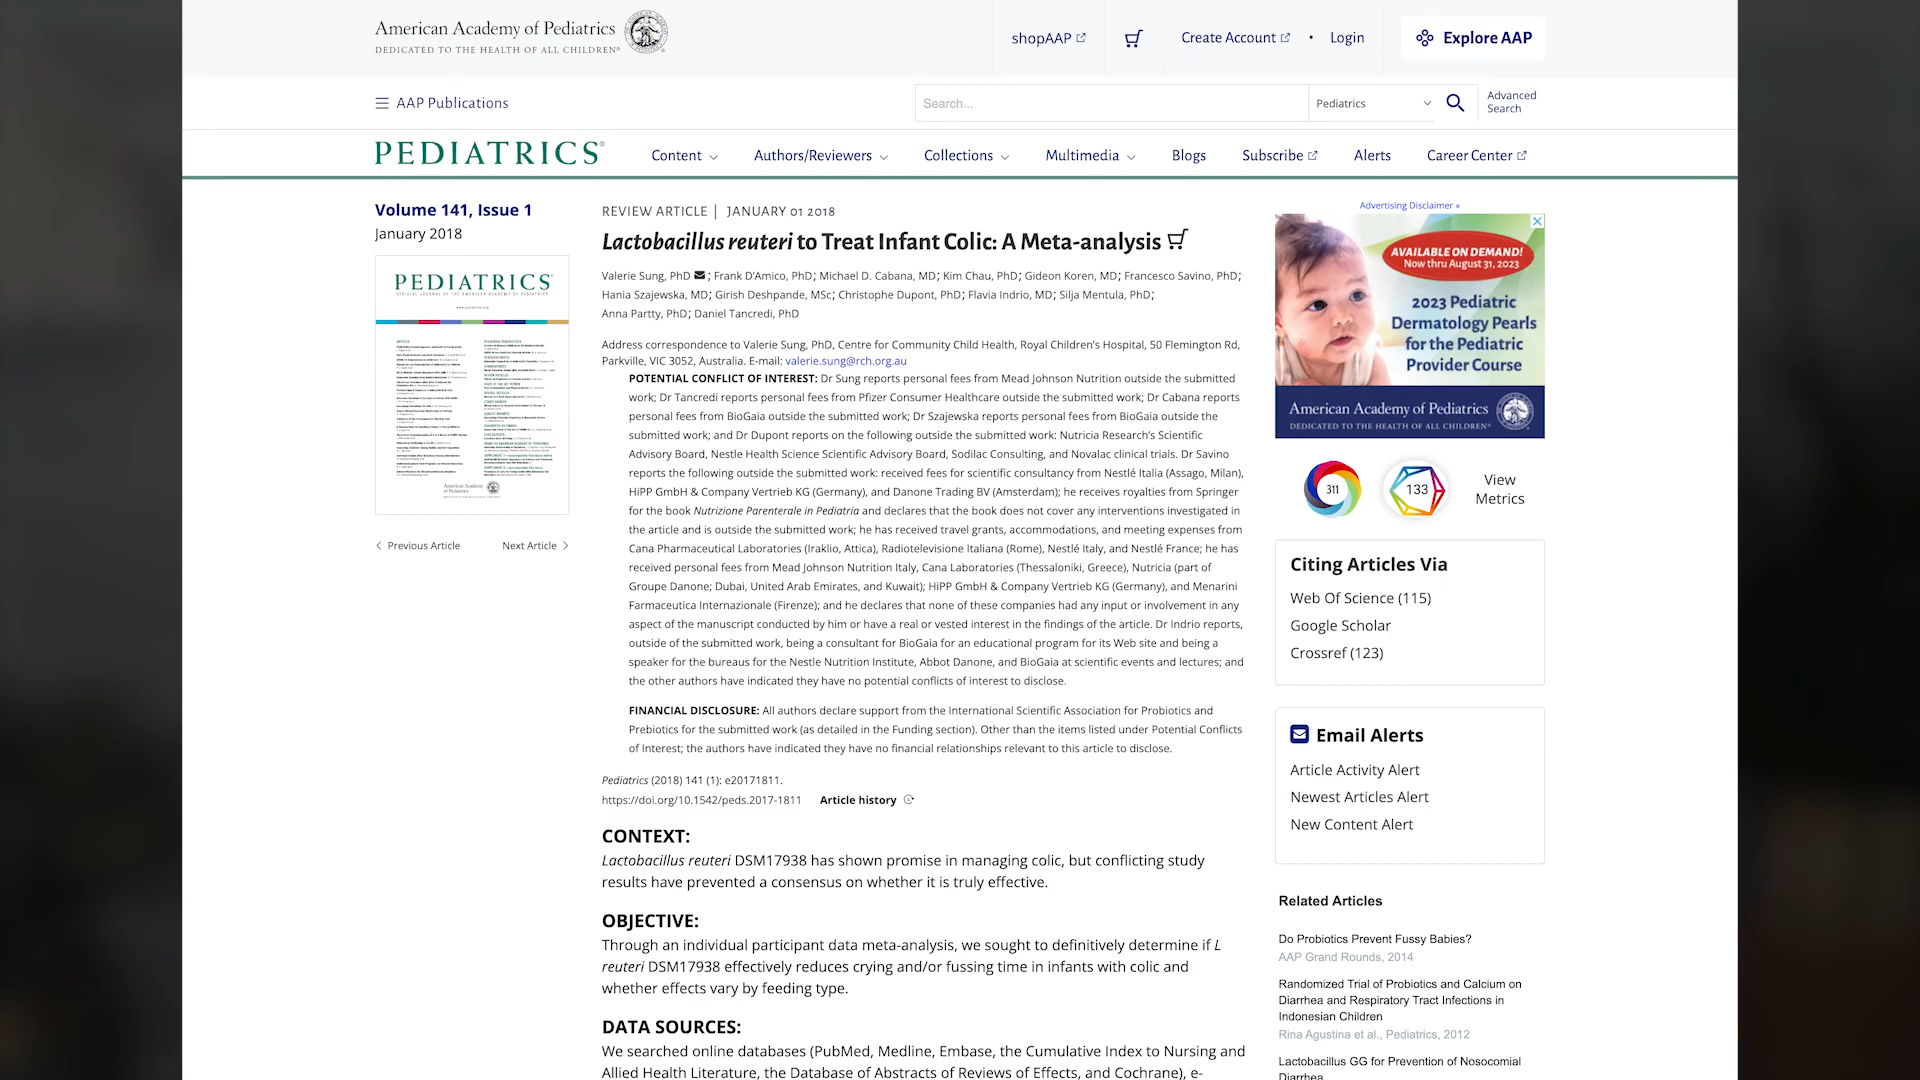 American Academy of Pediatrics
DEDICATED TO THE HEALTH OF ALL CHILDREN®
shopAAP
Create Account
•
Login
Explore AAP
AAP Publications
Search...
Pediatrics
Advanced
Search
PEDIATRICS®
Content
Authors/Reviewers
Collections
Multimedia
Blogs
Subscribe
Alerts
Career Center
Volume 141, Issue 1
January 2018
PEDIATRICS
OFFICIAL JOURNAL OF THE AMERICAN ACADEMY OF PEDIATRICS
American Academy
of Pediatrics
< Previous Article
Next Article >
REVIEW ARTICLE | JANUARY 01 2018
Lactobacillus reuteri to Treat Infant Colic: A Meta-analysis
Valerie Sung, PhD ; Frank D'Amico, PhD; Michael D. Cabana, MD; Kim Chau, PhD; Gideon Koren, MD; Francesco Savino, PhD;
Hania Szajewska, MD; Girish Deshpande, MSc; Christophe Dupont, PhD; Flavia Indrio, MD; Silja Mentula, PhD;
Anna Partty, PhD; Daniel Tancredi, PhD
Address correspondence to Valerie Sung, PhD, Centre for Community Child Health, Royal Children's Hospital, 50 Flemington Rd,
Parkville, VIC 3052, Australia. E-mail: valerie.sung@rch.org.au
POTENTIAL CONFLICT OF INTEREST: Dr Sung reports personal fees from Mead Johnson Nutrition outside the submitted
work; Dr Tancredi reports personal fees from Pfizer Consumer Healthcare outside the submitted work; Dr Cabana reports
personal fees from BioGaia outside the submitted work; Dr Szajewska reports personal fees from BioGaia outside the
submitted work; and Dr Dupont reports on the following outside the submitted work: Nutricia Research's Scientific
Advisory Board, Nestle Health Science Scientific Advisory Board, Sodilac Consulting, and Novalac clinical trials. Dr Savino
reports the following outside the submitted work: received fees for scientific consultancy from Nestlé Italia (Assago, Milan),
HiPP GmbH & Company Vertrieb KG (Germany), and Danone Trading BV (Amsterdam); he receives royalties from Springer
for the book Nutrizione Parenterale in Pediatria and declares that the book does not cover any interventions investigated in
the article and is outside the submitted work; he has received travel grants, accommodations, and meeting expenses from
Cana Pharmaceutical Laboratories (Iraklio, Attica), Radiotelevisione Italiana (Rome), Nestlé Italy, and Nestlé France; he has
received personal fees from Mead Johnson Nutrition Italy, Cana Laboratories (Thessaloniki, Greece), Nutricia (part of
Groupe Danone; Dubai, United Arab Emirates, and Kuwait); HiPP GmbH & Company Vertrieb KG (Germany), and Menarini
Farmaceutica Internazionale (Firenze); and he declares that none of these companies had any input or involvement in any
aspect of the manuscript conducted by him or have a real or vested interest in the findings of the article. Dr Indrio reports,
outside of the submitted work, being a consultant for BioGaia for an educational program for its Web site and being a
speaker for the bureaus for the Nestle Nutrition Institute, Abbot Danone, and BioGaia at scientific events and lectures; and
the other authors have indicated they have no potential conflicts of interest to disclose.
FINANCIAL DISCLOSURE: All authors declare support from the International Scientific Association for Probiotics and
Prebiotics for the submitted work (as detailed in the Funding section). Other than the items listed under Potential Conflicts
of Interest; the authors have indicated they have no financial relationships relevant to this article to disclose.
Pediatrics (2018) 141 (1): e20171811.
https://doi.org/10.1542/peds.2017-1811 Article history
CONTEXT:
Lactobacillus reuteri DSM17938 has shown promise in managing colic, but conflicting study
results have prevented a consensus on whether it is truly effective.
OBJECTIVE:
Through an individual participant data meta-analysis, we sought to definitively determine if L
reuteri DSM17938 effectively reduces crying and/or fussing time in infants with colic and
whether effects vary by feeding type.
DATA SOURCES:
We searched online databases (PubMed, Medline, Embase, the Cumulative Index to Nursing and
Allied Health Literature, the Database of Abstracts of Reviews of Effects, and Cochrane), e-
Advertising Disclaimer »
AVAILABLE ON DEMAND!
Now thru August 31, 2023
2023 Pediatric
Dermatology Pearls
for the Pediatric
Provider Course
American Academy of Pediatrics
DEDICATED TO THE HEALTH OF ALL CHILDREN®
311
133
View
Metrics
Citing Articles Via
Web Of Science (115)
Google Scholar
Crossref (123)
Email Alerts
Article Activity Alert
Newest Articles Alert
New Content Alert
Related Articles
Do Probiotics Prevent Fussy Babies?
AAP Grand Rounds, 2014
Randomized Trial of Probiotics and Calcium on
Diarrhea and Respiratory Tract Infections in
Indonesian Children
Rina Agustina et al., Pediatrics, 2012
Lactobacillus GG for Prevention of Nosocomial
Diarrhea